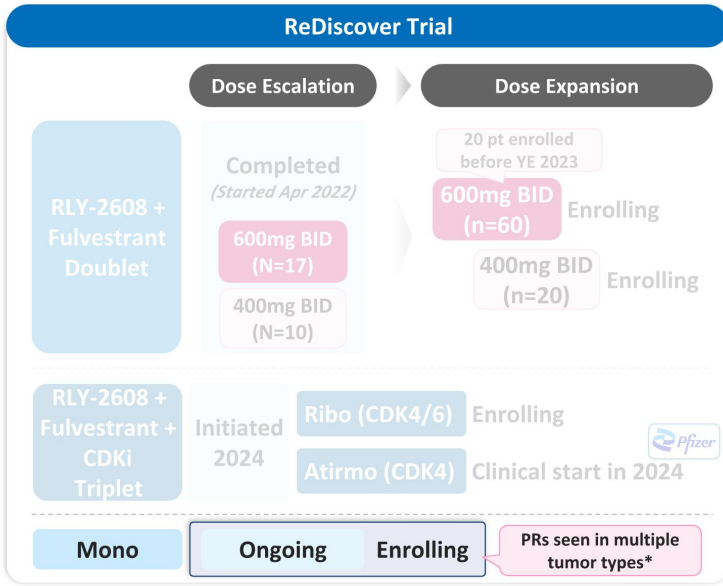 ReDiscover Trial
Dose Escalation
Dose Expansion
RLY-2608 +
Fulvestrant
Doublet
Completed
(Started Apr 2022)
600mg BID
(N=17)
400mg BID
(N=10)
20 pt enrolled
before YE 2023
600mg BID
(n=60)
Enrolling
400mg BID
(n=20)
Enrolling
RLY-2608 +
Fulvestrant +
CDKi
Triplet
Initiated
2024
Ribo (CDK4/6)
Enrolling
Atirmo (CDK4)
Clinical start in 2024
Pfizer
Mono
Ongoing
Enrolling
PRs seen in multiple
tumor types*